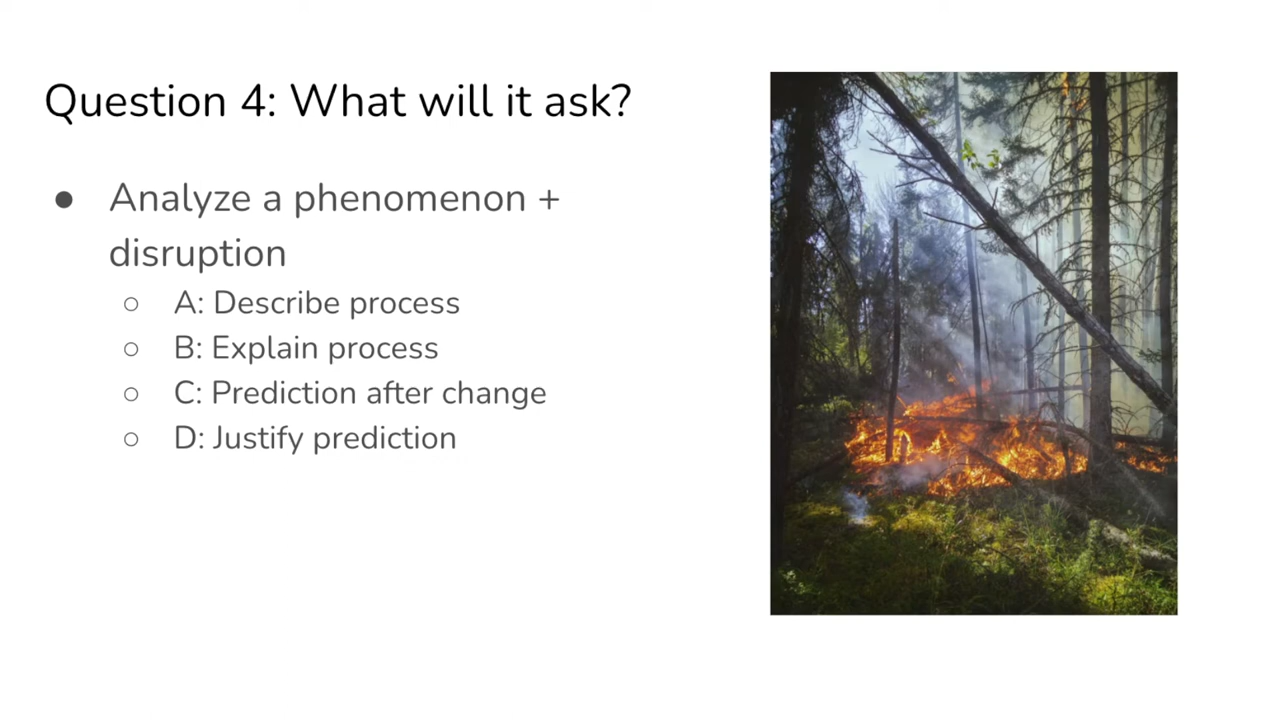 Question 4: What will it ask?
● Analyze a phenomenon +
disruption
○ A: Describe process
○ B: Explain process
○ C: Prediction after change
○ D: Justify prediction